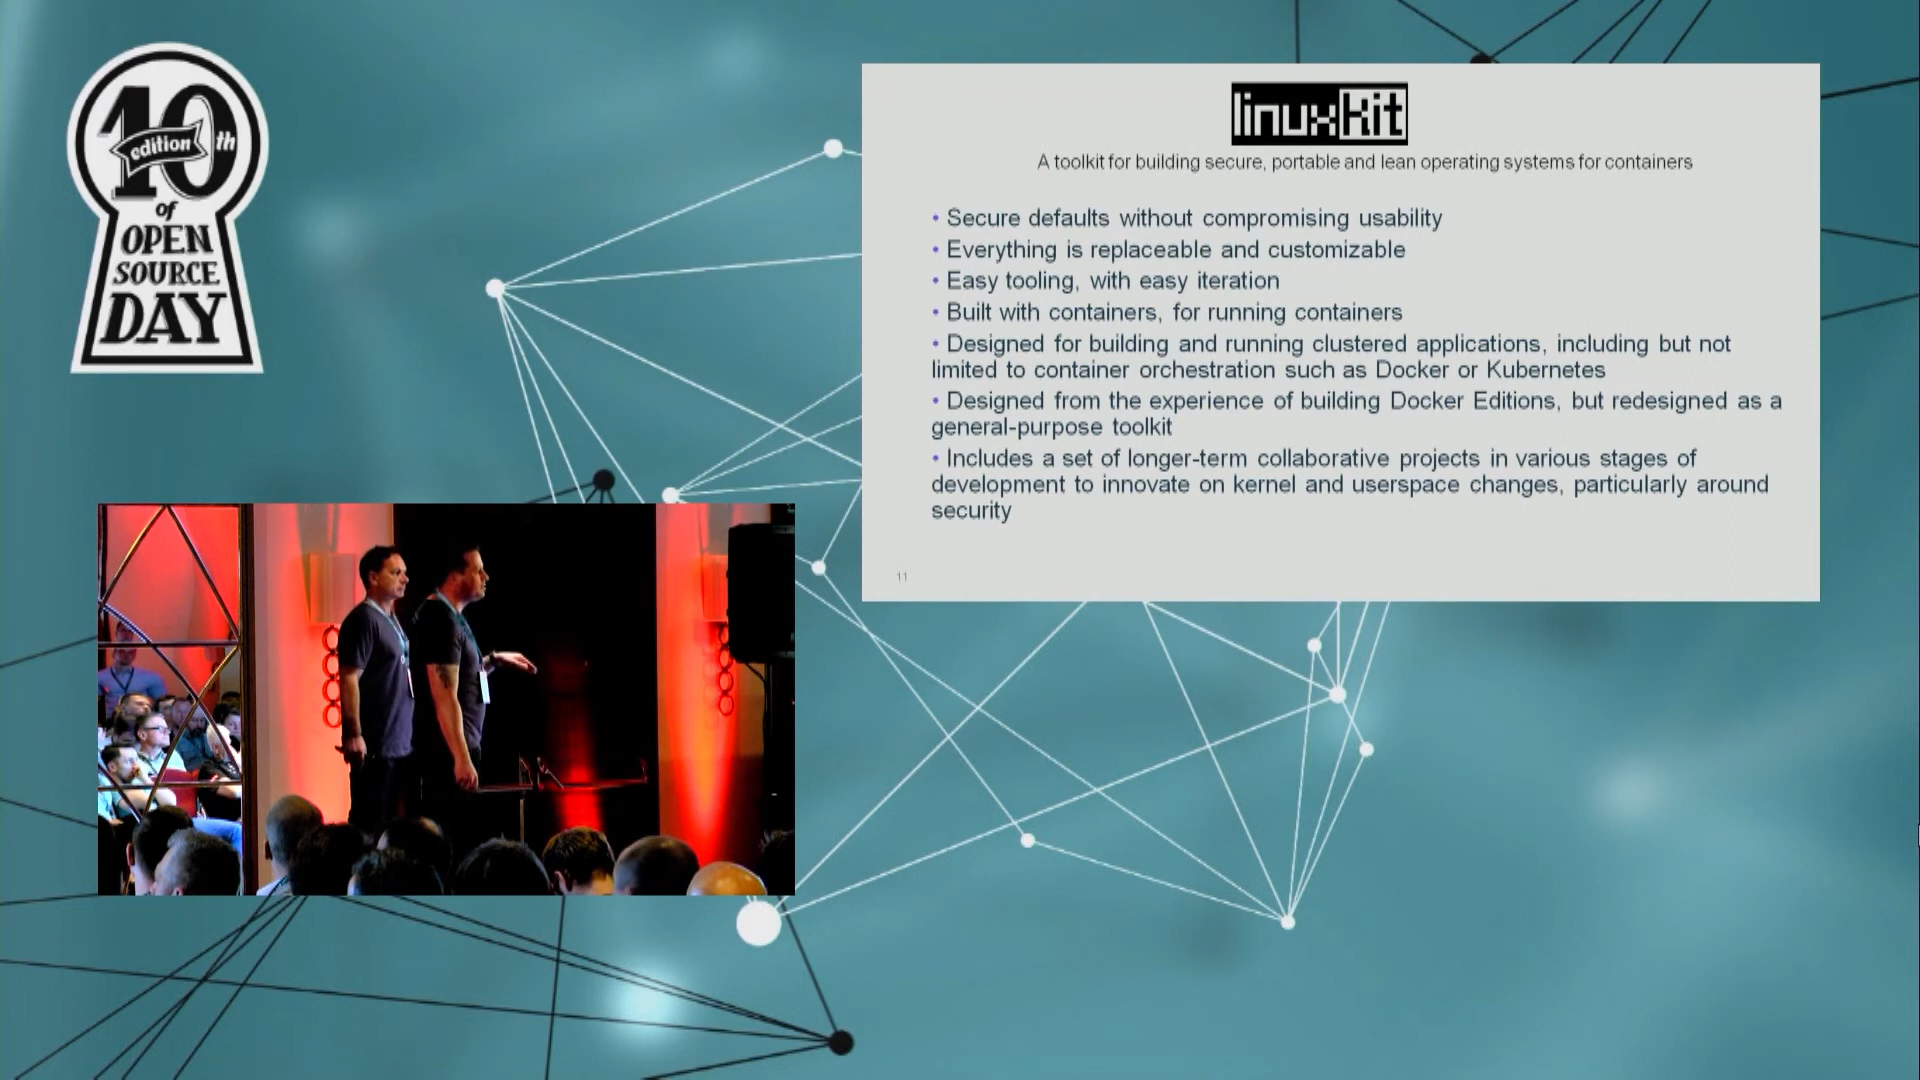 10th
edition
of
OPEN
SOURCE
DAY
linuxkit
A toolkit for building secure, portable and lean operating systems for containers
• Secure defaults without compromising usability
• Everything is replaceable and customizable
• Easy tooling, with easy iteration
• Built with containers, for running containers
• Designed for building and running clustered applications, including but not
limited to container orchestration such as Docker or Kubernetes
• Designed from the experience of building Docker Editions, but redesigned as a
general-purpose toolkit
• Includes a set of longer-term collaborative projects in various stages of
development to innovate on kernel and userspace changes, particularly around
security
11